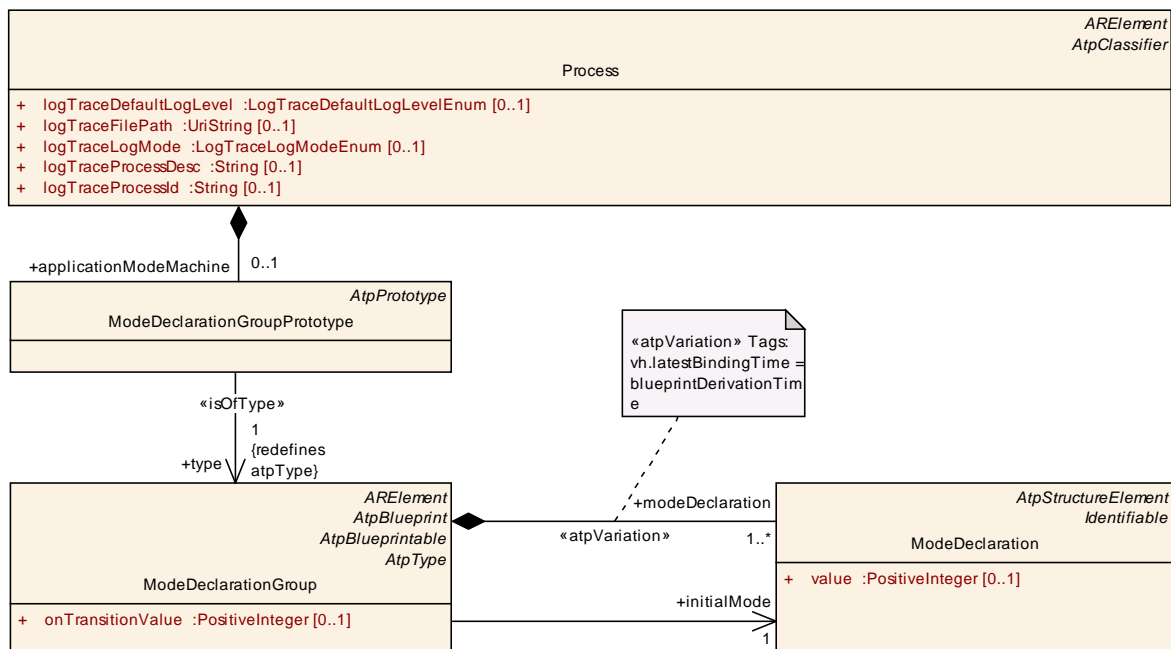 ARElement
AtpClassifier
Process
+ logTraceDefaultLogLevel :LogTraceDefaultLogLevelEnum [0..1]
+ logTraceFilePath :UriString [0..1]
+ logTraceLogMode :LogTraceLogModeEnum [0..1]
+ logTraceProcessDesc :String [0..1]
+ logTraceProcessId :String [0..1]
+applicationModeMachine
0..1
AtpPrototype
ModeDeclarationGroupPrototype
«atpVariation» Tags:
vh.latestBindingTime =
blueprintDerivationTim
e
«isOfType»
1
{redefines
atpType}
+type
ARElement
AtpBlueprint
AtpBlueprintable
AtpType
ModeDeclarationGroup
+ onTransitionValue :PositiveInteger [0..1]
+modeDeclaration
«atpVariation»
1..*
AtpStructureElement
Identifiable
ModeDeclaration
+ value :PositiveInteger [0..1]
+initialMode
1